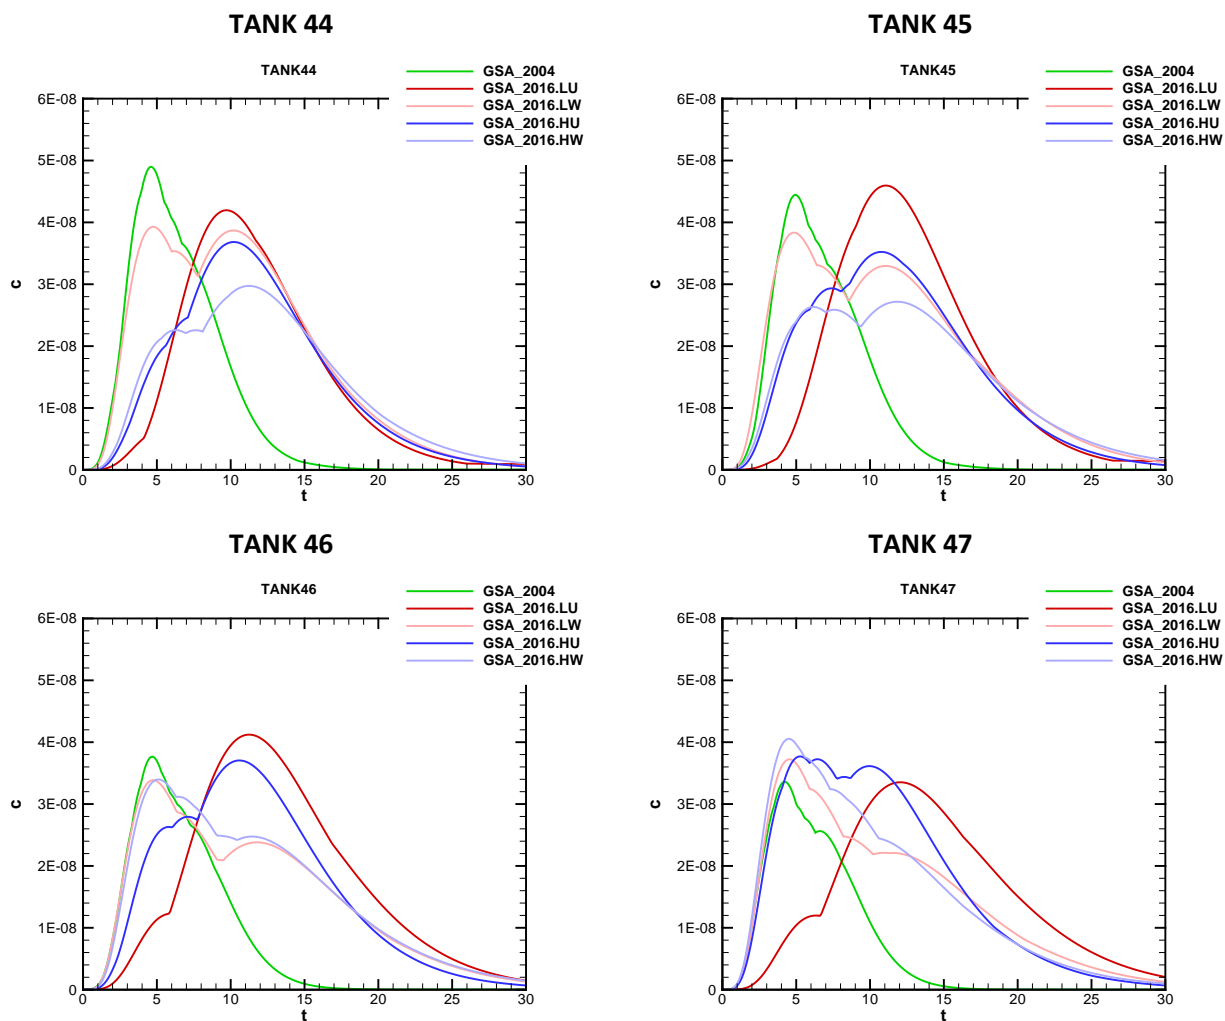 TANK 44
TANK44
GSA_2004
GSA_2016.LU
GSA_2016.LW
GSA_2016.HU
GSA_2016.HW
6E-08
5E-08
4E-08
3E-08
2E-08
1E-08
0
c
0 5 10 15 20 25 30
t
TANK 45
TANK45
GSA_2004
GSA_2016.LU
GSA_2016.LW
GSA_2016.HU
GSA_2016.HW
6E-08
5E-08
4E-08
3E-08
2E-08
1E-08
0
c
0 5 10 15 20 25 30
t
TANK 46
TANK46
GSA_2004
GSA_2016.LU
GSA_2016.LW
GSA_2016.HU
GSA_2016.HW
6E-08
5E-08
4E-08
3E-08
2E-08
1E-08
0
c
0 5 10 15 20 25 30
t
TANK 47
TANK47
GSA_2004
GSA_2016.LU
GSA_2016.LW
GSA_2016.HU
GSA_2016.HW
6E-08
5E-08
4E-08
3E-08
2E-08
1E-08
0
c
0 5 10 15 20 25 30
t